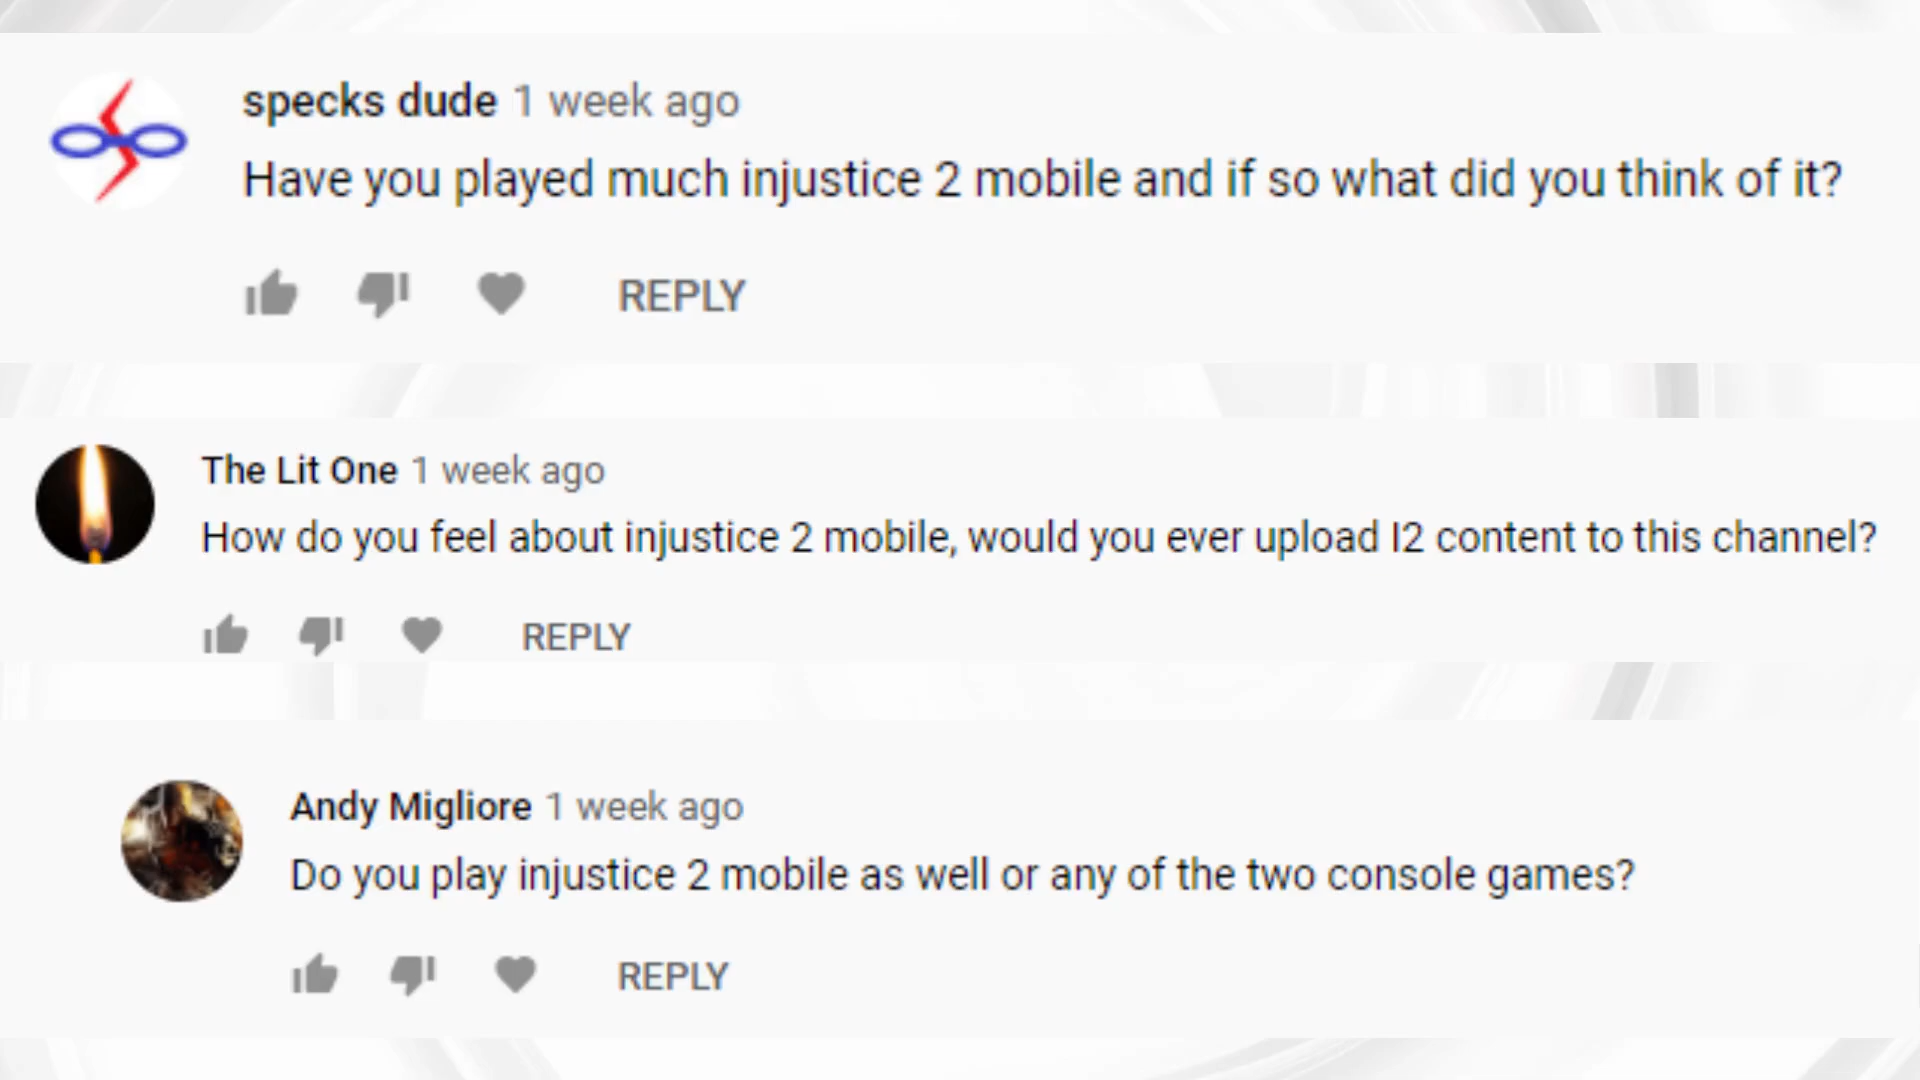 specks dude 1 week ago
Have you played much injustice 2 mobile and if so what did you think of it?
REPLY
The Lit One 1 week ago
How do you feel about injustice 2 mobile, would you ever upload I2 content to this channel?
REPLY
Andy Migliore 1 week ago
Do you play injustice 2 mobile as well or any of the two console games?
REPLY